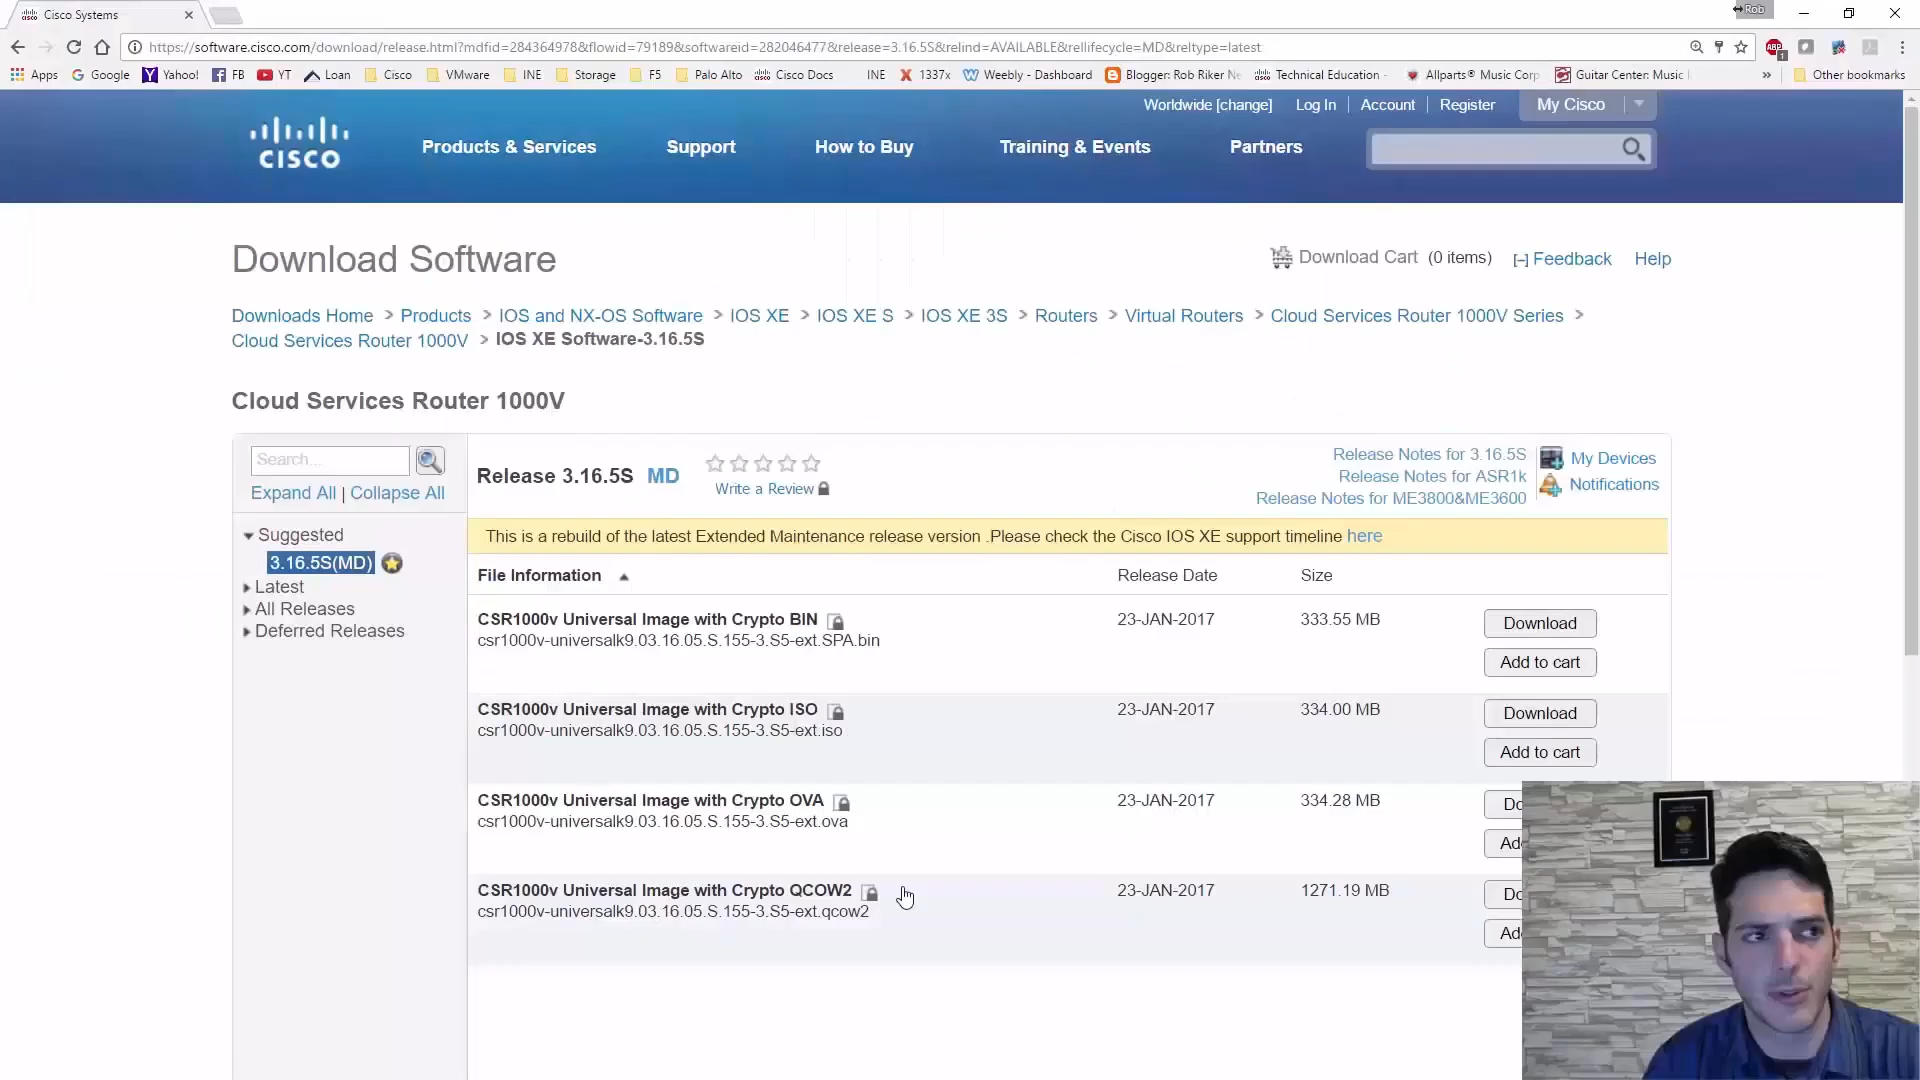 Cisco Systems
Rob
https://software.cisco.com/download/release.html?mdfid=284364978&flowid=79189&softwareid=282046477&release=3.16.5S&relind=AVAILABLE&rellifecycle=MD&reltype=latest
Apps Google Yahoo! FB YT Loan Cisco VMware INE Storage F5 Palo Alto Cisco Docs INE 1337x Weebly - Dashboard Blogger: Rob Riker Ne Technical Education - Allparts® Music Corp Guitar Center: Music Other bookmarks
Worldwide [change] Log In Account Register My Cisco
CISCO
Products & Services Support How to Buy Training & Events Partners
Download Software
Download Cart (0 items) [–] Feedback Help
Downloads Home > Products > IOS and NX-OS Software > IOS XE > IOS XE S > IOS XE 3S > Routers > Virtual Routers > Cloud Services Router 1000V Series >
Cloud Services Router 1000V > IOS XE Software-3.16.5S
Cloud Services Router 1000V
Search...
Expand All | Collapse All
Suggested
3.16.5S(MD)
Latest
All Releases
Deferred Releases
Release 3.16.5S MD
Write a Review
Release Notes for 3.16.5S
Release Notes for ASR1k
Release Notes for ME3800&ME3600
My Devices
Notifications
This is a rebuild of the latest Extended Maintenance release version .Please check the Cisco IOS XE support timeline here
File Information Release Date Size
CSR1000v Universal Image with Crypto BIN 23-JAN-2017 333.55 MB Download
csr1000v-universalk9.03.16.05.S.155-3.S5-ext.SPA.bin
Add to cart
CSR1000v Universal Image with Crypto ISO 23-JAN-2017 334.00 MB Download
csr1000v-universalk9.03.16.05.S.155-3.S5-ext.iso
Add to cart
CSR1000v Universal Image with Crypto OVA 23-JAN-2017 334.28 MB Do
csr1000v-universalk9.03.16.05.S.155-3.S5-ext.ova
Ad
CSR1000v Universal Image with Crypto QCOW2 23-JAN-2017 1271.19 MB Do
csr1000v-universalk9.03.16.05.S.155-3.S5-ext.qcow2
Ad